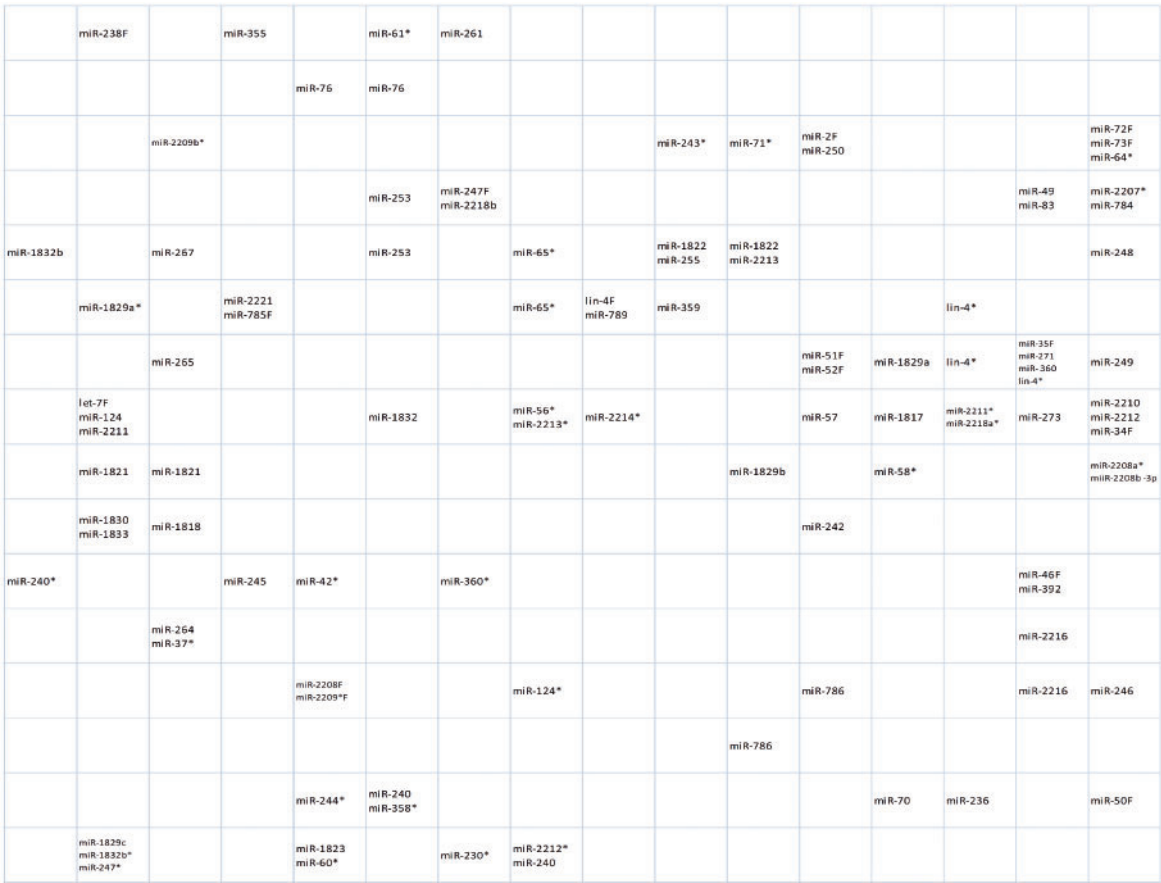 miR-238F
miR-355
miR-61*
miR-261
miR-76
miR-76
miR-2209b*
miR-243*
miR-71*
miR-2F
miR-250
miR-72F
miR-73F
miR-64*
miR-253
miR-247F
miR-2218b
miR-49
miR-83
miR-2207*
miR-784
miR-1832b
miR-267
miR-253
miR-65*
miR-1822
miR-255
miR-1822
miR-2213
miR-248
miR-1829a*
miR-2221
miR-785F
miR-65*
lin-4F
miR-789
miR-359
lin-4*
miR-265
miR-51F
miR-52F
miR-1829a
lin-4*
miR-35F
miR-271
miR-360
lin-4*
miR-249
let-7F
miR-124
miR-2211
miR-1832
miR-56*
miR-2213*
miR-2214*
miR-57
miR-1817
miR-2211*
miR-2218a*
miR-273
miR-2210
miR-2212
miR-34F
miR-1821
miR-1821
miR-1829b
miR-58*
miR-2208a*
miR-2208b-3p
miR-1830
miR-1833
miR-1818
miR-242
miR-240*
miR-245
miR-42*
miR-360*
miR-46F
miR-392
miR-264
miR-37*
miR-2216
miR-2208F
miR-2209*F
miR-124*
miR-786
miR-2216
miR-246
miR-786
miR-244*
miR-240
miR-358*
miR-70
miR-236
miR-50F
miR-1829c
miR-1832b*
miR-247*
miR-1823
miR-60*
miR-230*
miR-2212*
miR-240